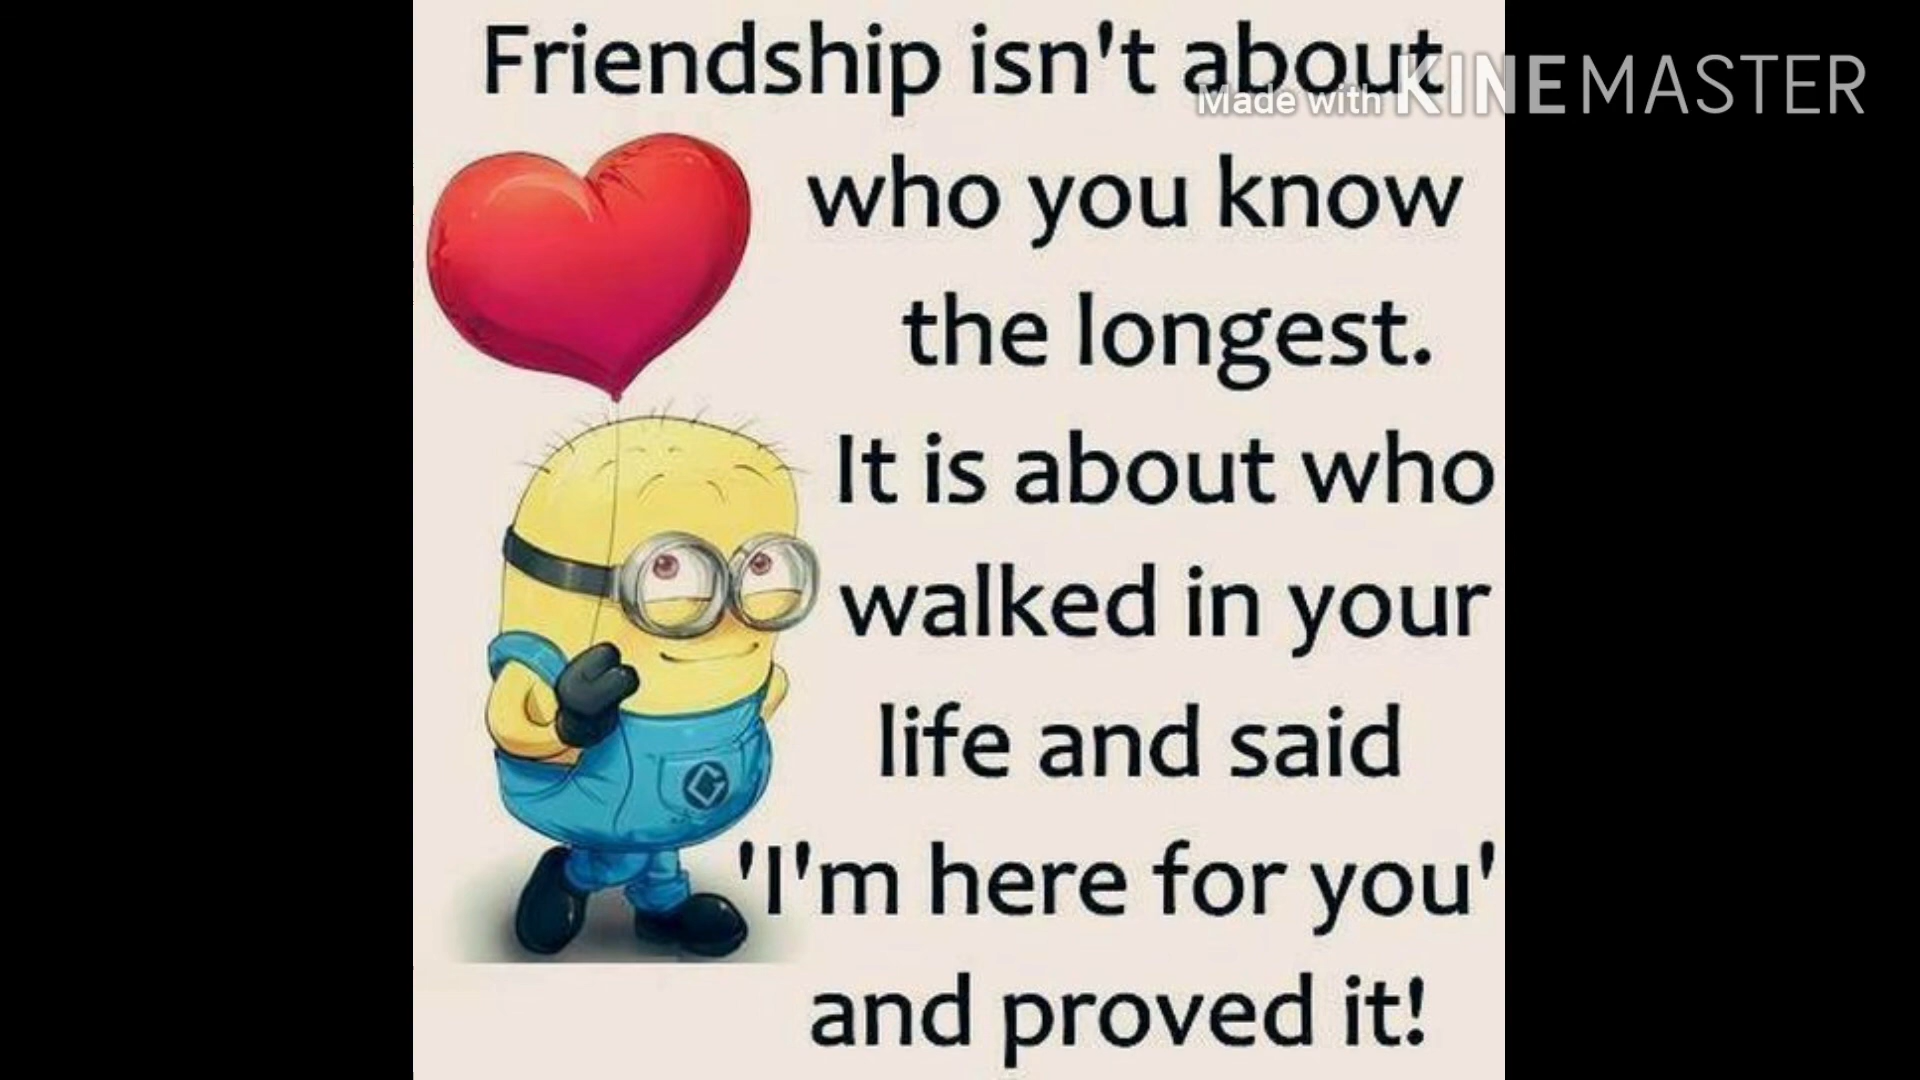 Friendship isn't about
Made with KINEMASTER
who you know
the longest.
It is about who
walked in your
life and said
'I'm here for you'
and proved it!